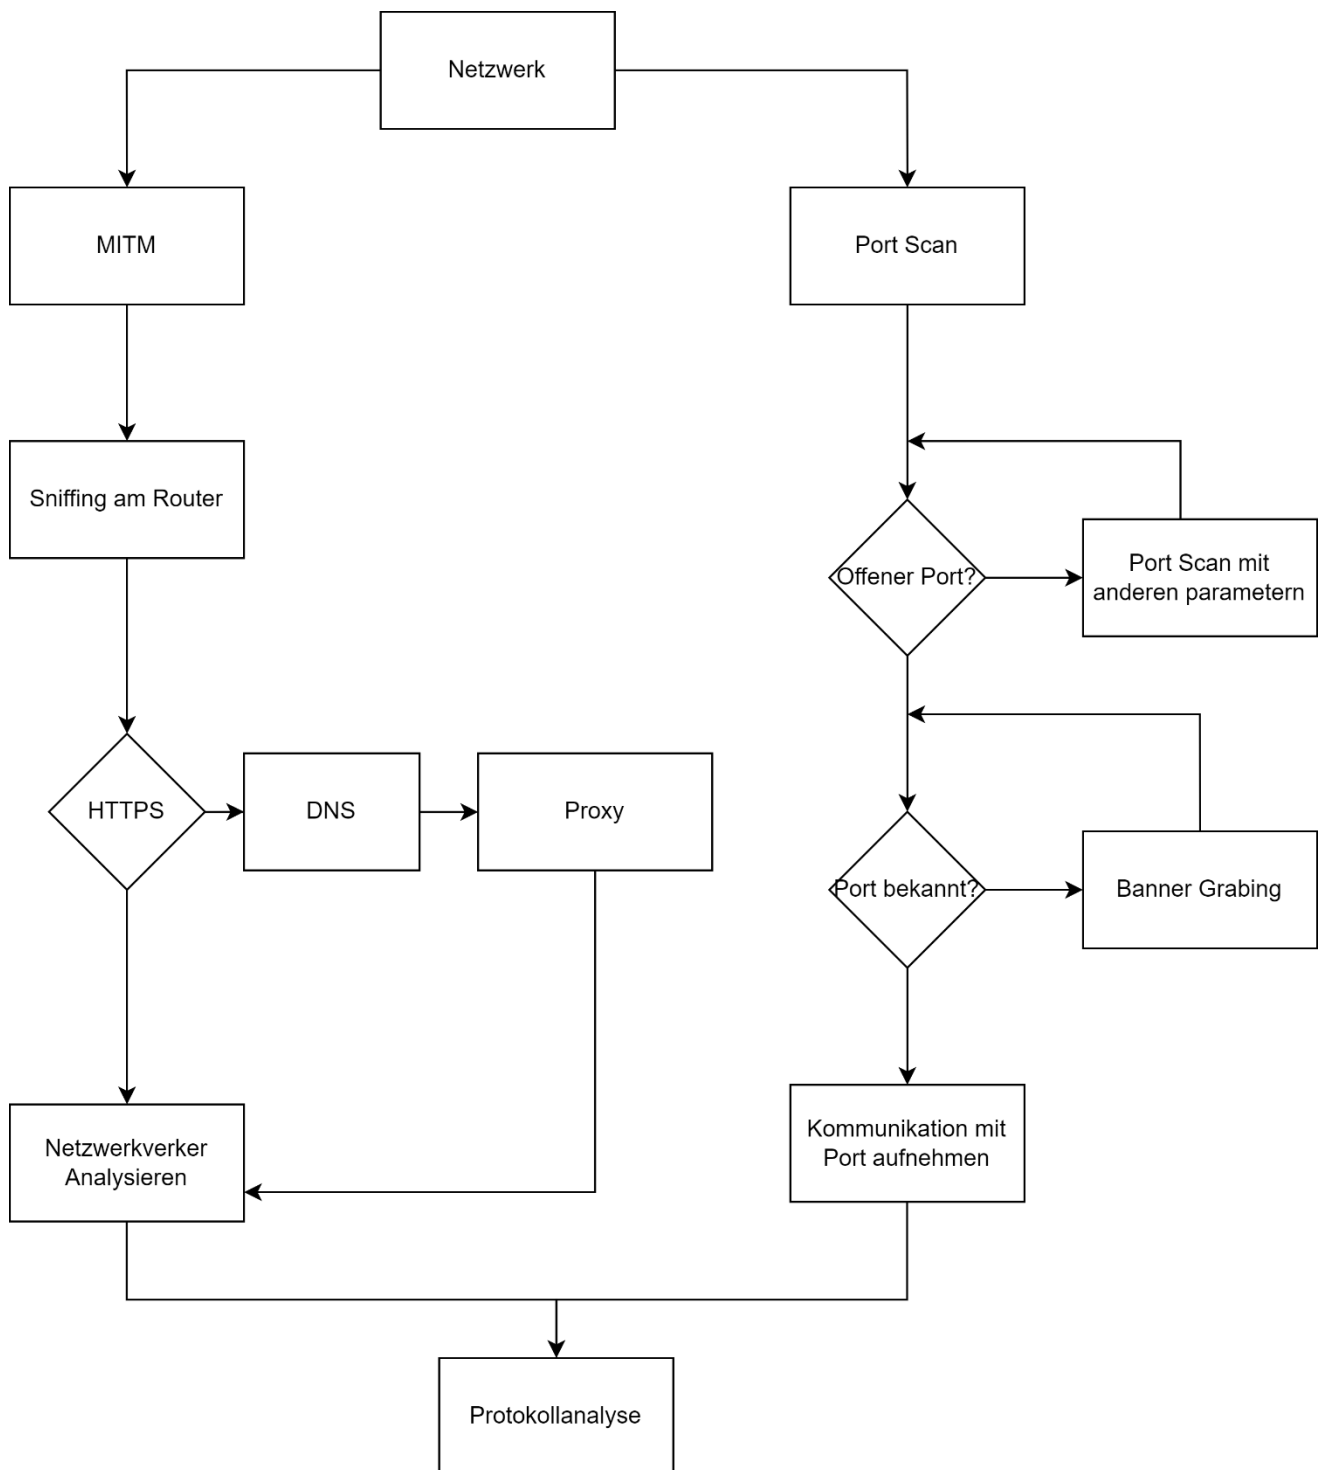 Netzwerk
MITM
Port Scan
Sniffing am Router
Offener Port?
Port Scan mit
anderen parametern
HTTPS
DNS
Proxy
Port bekannt?
Banner Grabing
Netzwerkverker
Analysieren
Kommunikation mit
Port aufnehmen
Protokollanalyse